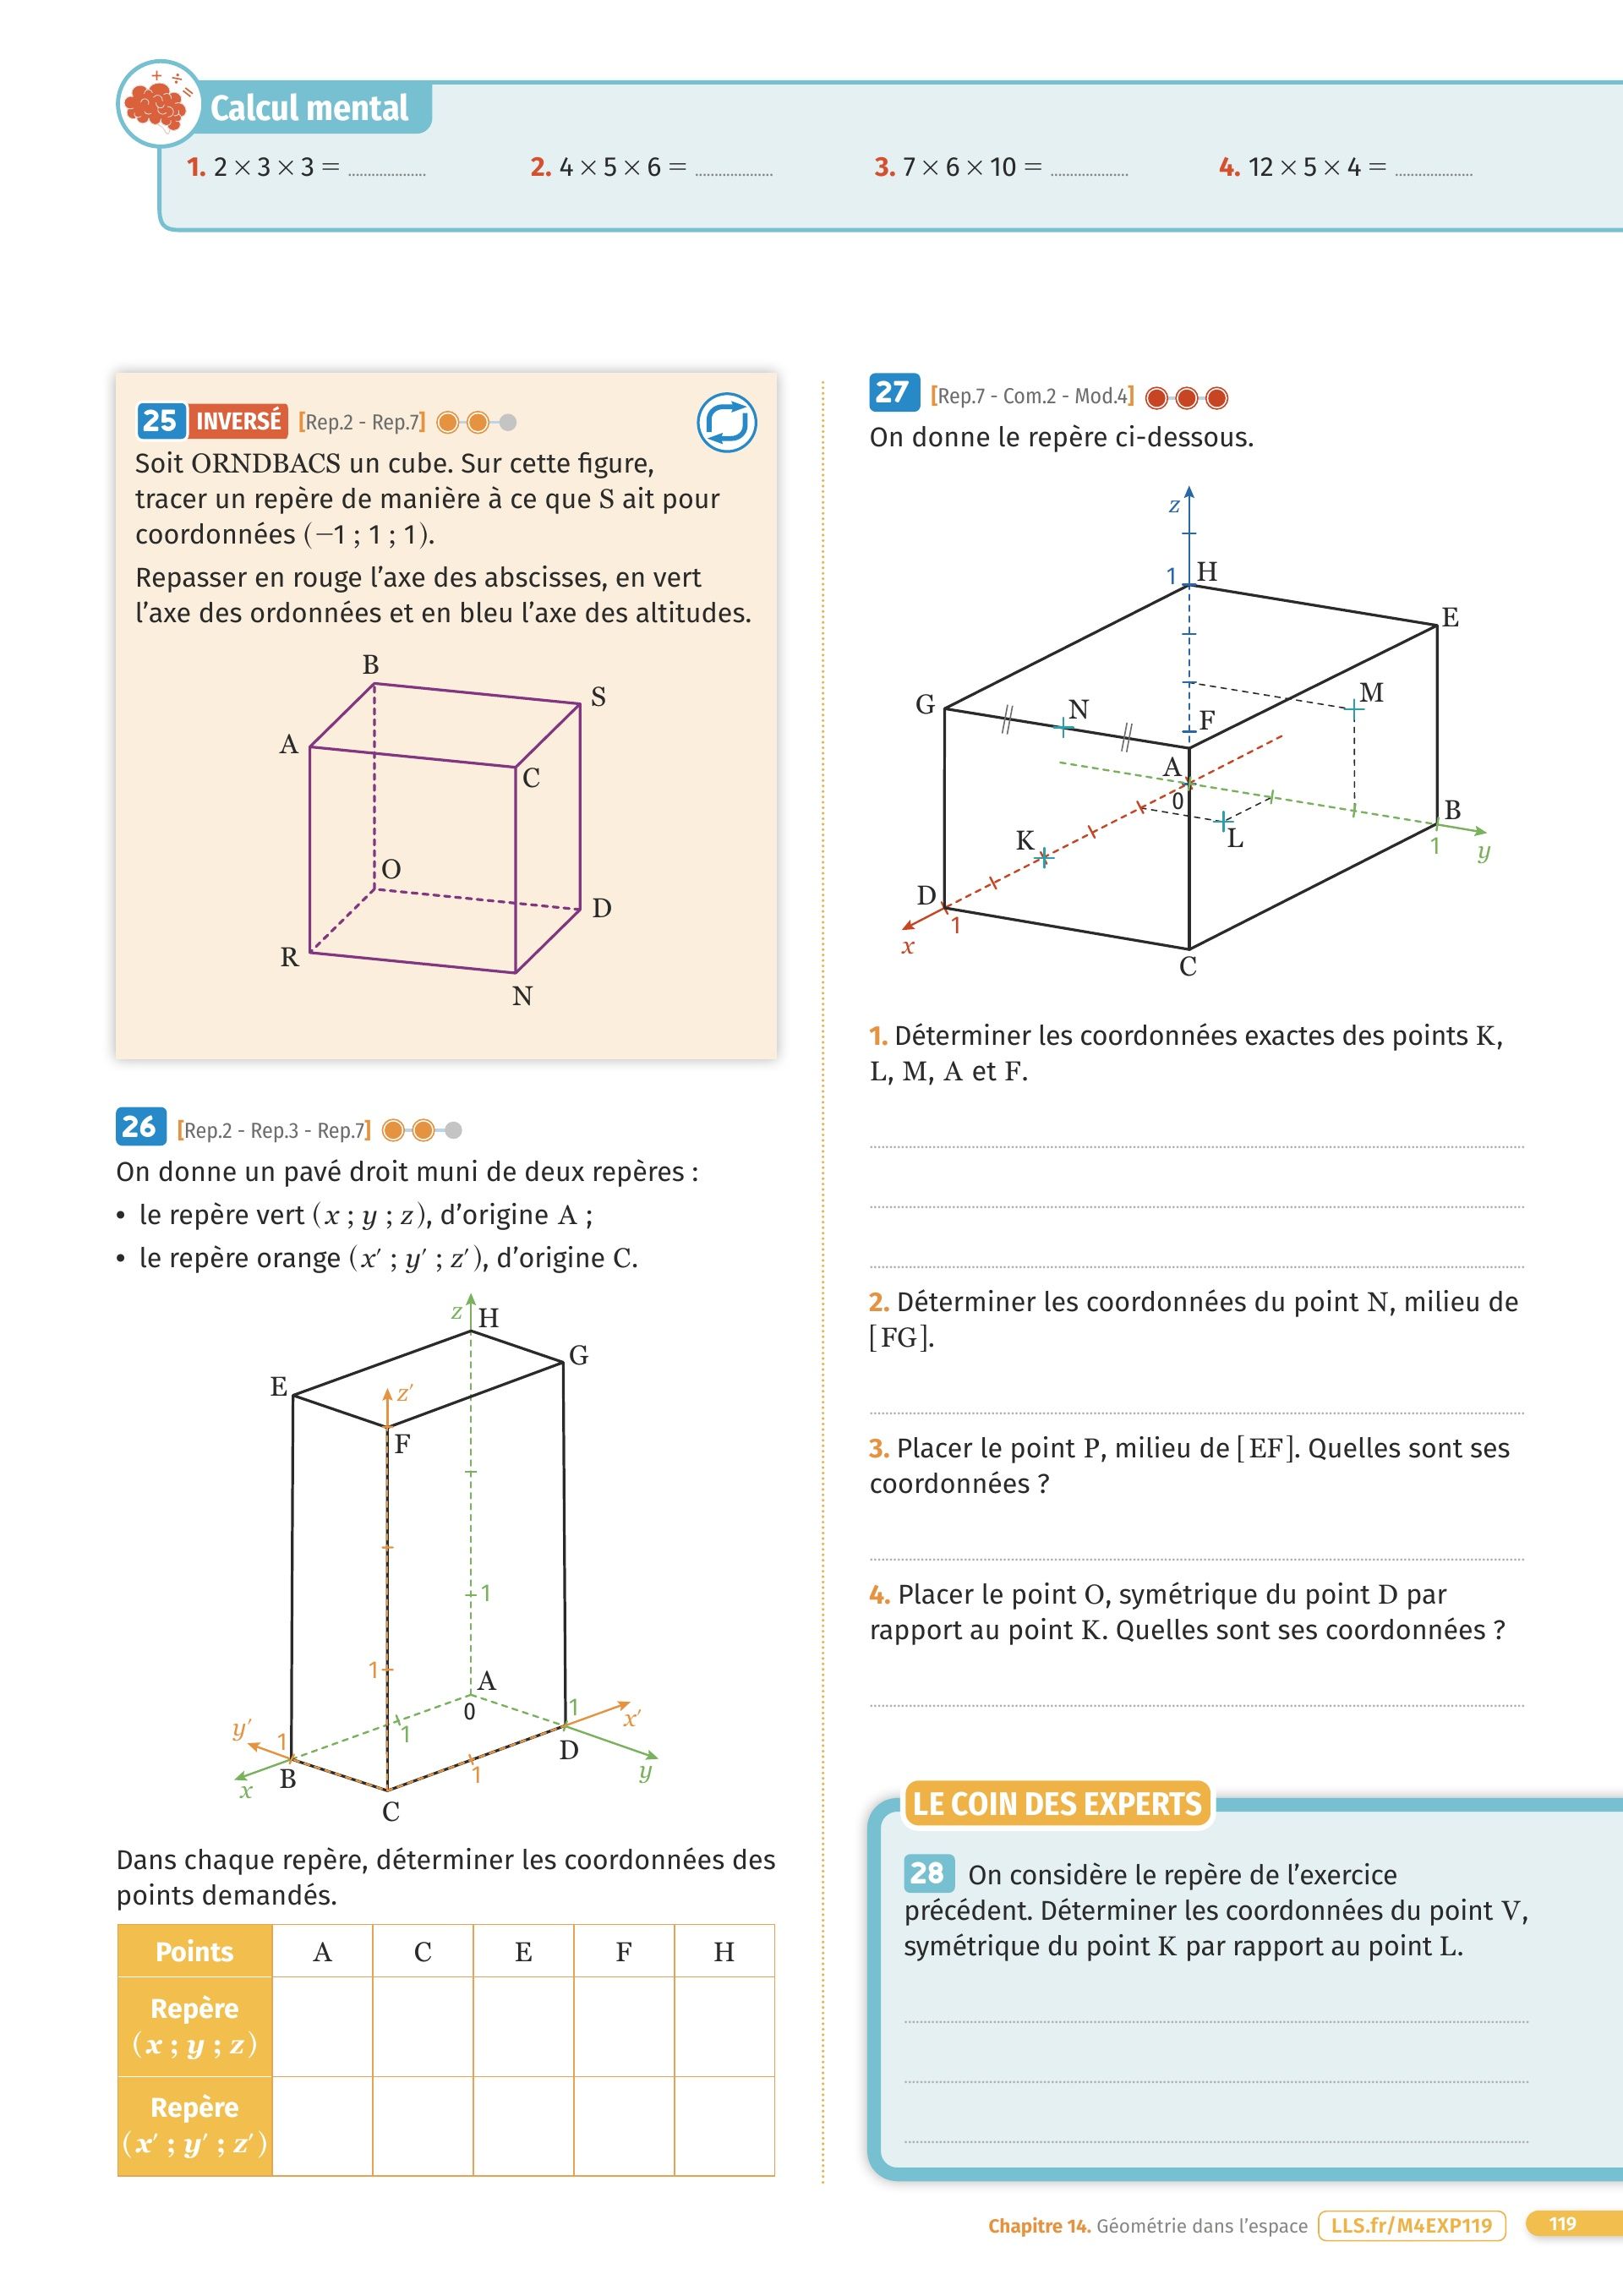 Calcul mental
1. 2 × 3 × 3 = ....................
2. 4 × 5 × 6 = ....................
3. 7 × 6 × 10 = ....................
4. 12 × 5 × 4 = ....................
25 INVERSÉ [Rep.2 - Rep.7]
Soit ORNDBACS un cube. Sur cette figure,
tracer un repère de manière à ce que S ait pour
coordonnées (−1 ; 1 ; 1).
Repasser en rouge l’axe des abscisses, en vert
l’axe des ordonnées et en bleu l’axe des altitudes.
B
S
A
C
O
D
R
N
26 [Rep.2 - Rep.3 - Rep.7]
On donne un pavé droit muni de deux repères :
• le repère vert (x ; y ; z), d’origine A ;
• le repère orange (x′ ; y′ ; z′), d’origine C.
z
H
G
E
z′
F
1
1
A
0
1
1
y′
1
x′
B
x
1
D
y
C
Dans chaque repère, déterminer les coordonnées des
points demandés.
Points A C E F H
Repère
(x ; y ; z)
Repère
(x′ ; y′ ; z′)
27 [Rep.7 - Com.2 - Mod.4]
On donne le repère ci-dessous.
z
1
H
E
M
G
N
F
A
0
B
K
L
1
y
D
1
x
C
1. Déterminer les coordonnées exactes des points K,
L, M, A et F.
2. Déterminer les coordonnées du point N, milieu de
[FG].
3. Placer le point P, milieu de [EF]. Quelles sont ses
coordonnées ?
4. Placer le point O, symétrique du point D par
rapport au point K. Quelles sont ses coordonnées ?
LE COIN DES EXPERTS
28 On considère le repère de l’exercice
précédent. Déterminer les coordonnées du point V,
symétrique du point K par rapport au point L.
Chapitre 14. Géométrie dans l’espace LLS.fr/M4EXP119 119